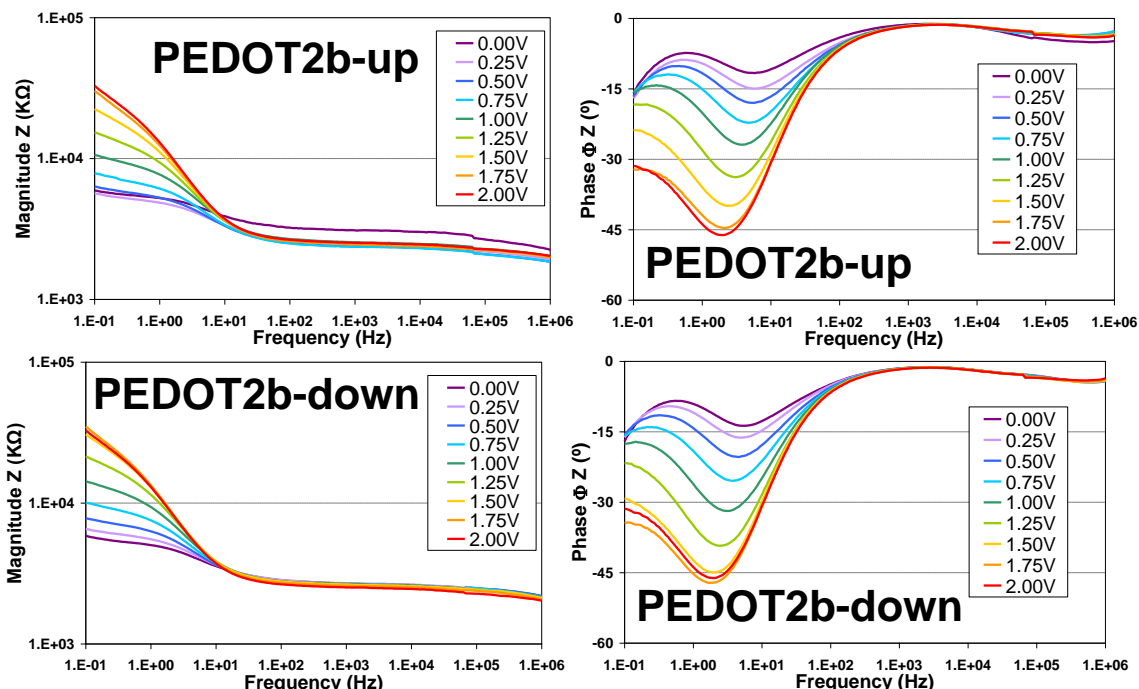 1.E+05
1.E+04
1.E+03
Magnitude Z (KΩ)
PEDOT2b-up
0.00V
0.25V
0.50V
0.75V
1.00V
1.25V
1.50V
1.75V
2.00V
1.E-01 1.E+00 1.E+01 1.E+02 1.E+03 1.E+04 1.E+05 1.E+06
Frequency (Hz)
0
-15
-30
-45
-60
Phase Φ Z (º)
0.00V
0.25V
0.50V
0.75V
1.00V
1.25V
1.50V
1.75V
2.00V
PEDOT2b-up
1.E-01 1.E+00 1.E+01 1.E+02 1.E+03 1.E+04 1.E+05 1.E+06
Frequency (Hz)
1.E+05
1.E+04
1.E+03
Magnitude Z (KΩ)
PEDOT2b-down
0.00V
0.25V
0.50V
0.75V
1.00V
1.25V
1.50V
1.75V
2.00V
1.E-01 1.E+00 1.E+01 1.E+02 1.E+03 1.E+04 1.E+05 1.E+06
Frequency (Hz)
0
-15
-30
-45
-60
Phase Φ Z (º)
0.00V
0.25V
0.50V
0.75V
1.00V
1.25V
1.50V
1.75V
2.00V
PEDOT2b-down
1.E-01 1.E+00 1.E+01 1.E+02 1.E+03 1.E+04 1.E+05 1.E+06
Frequency (Hz)